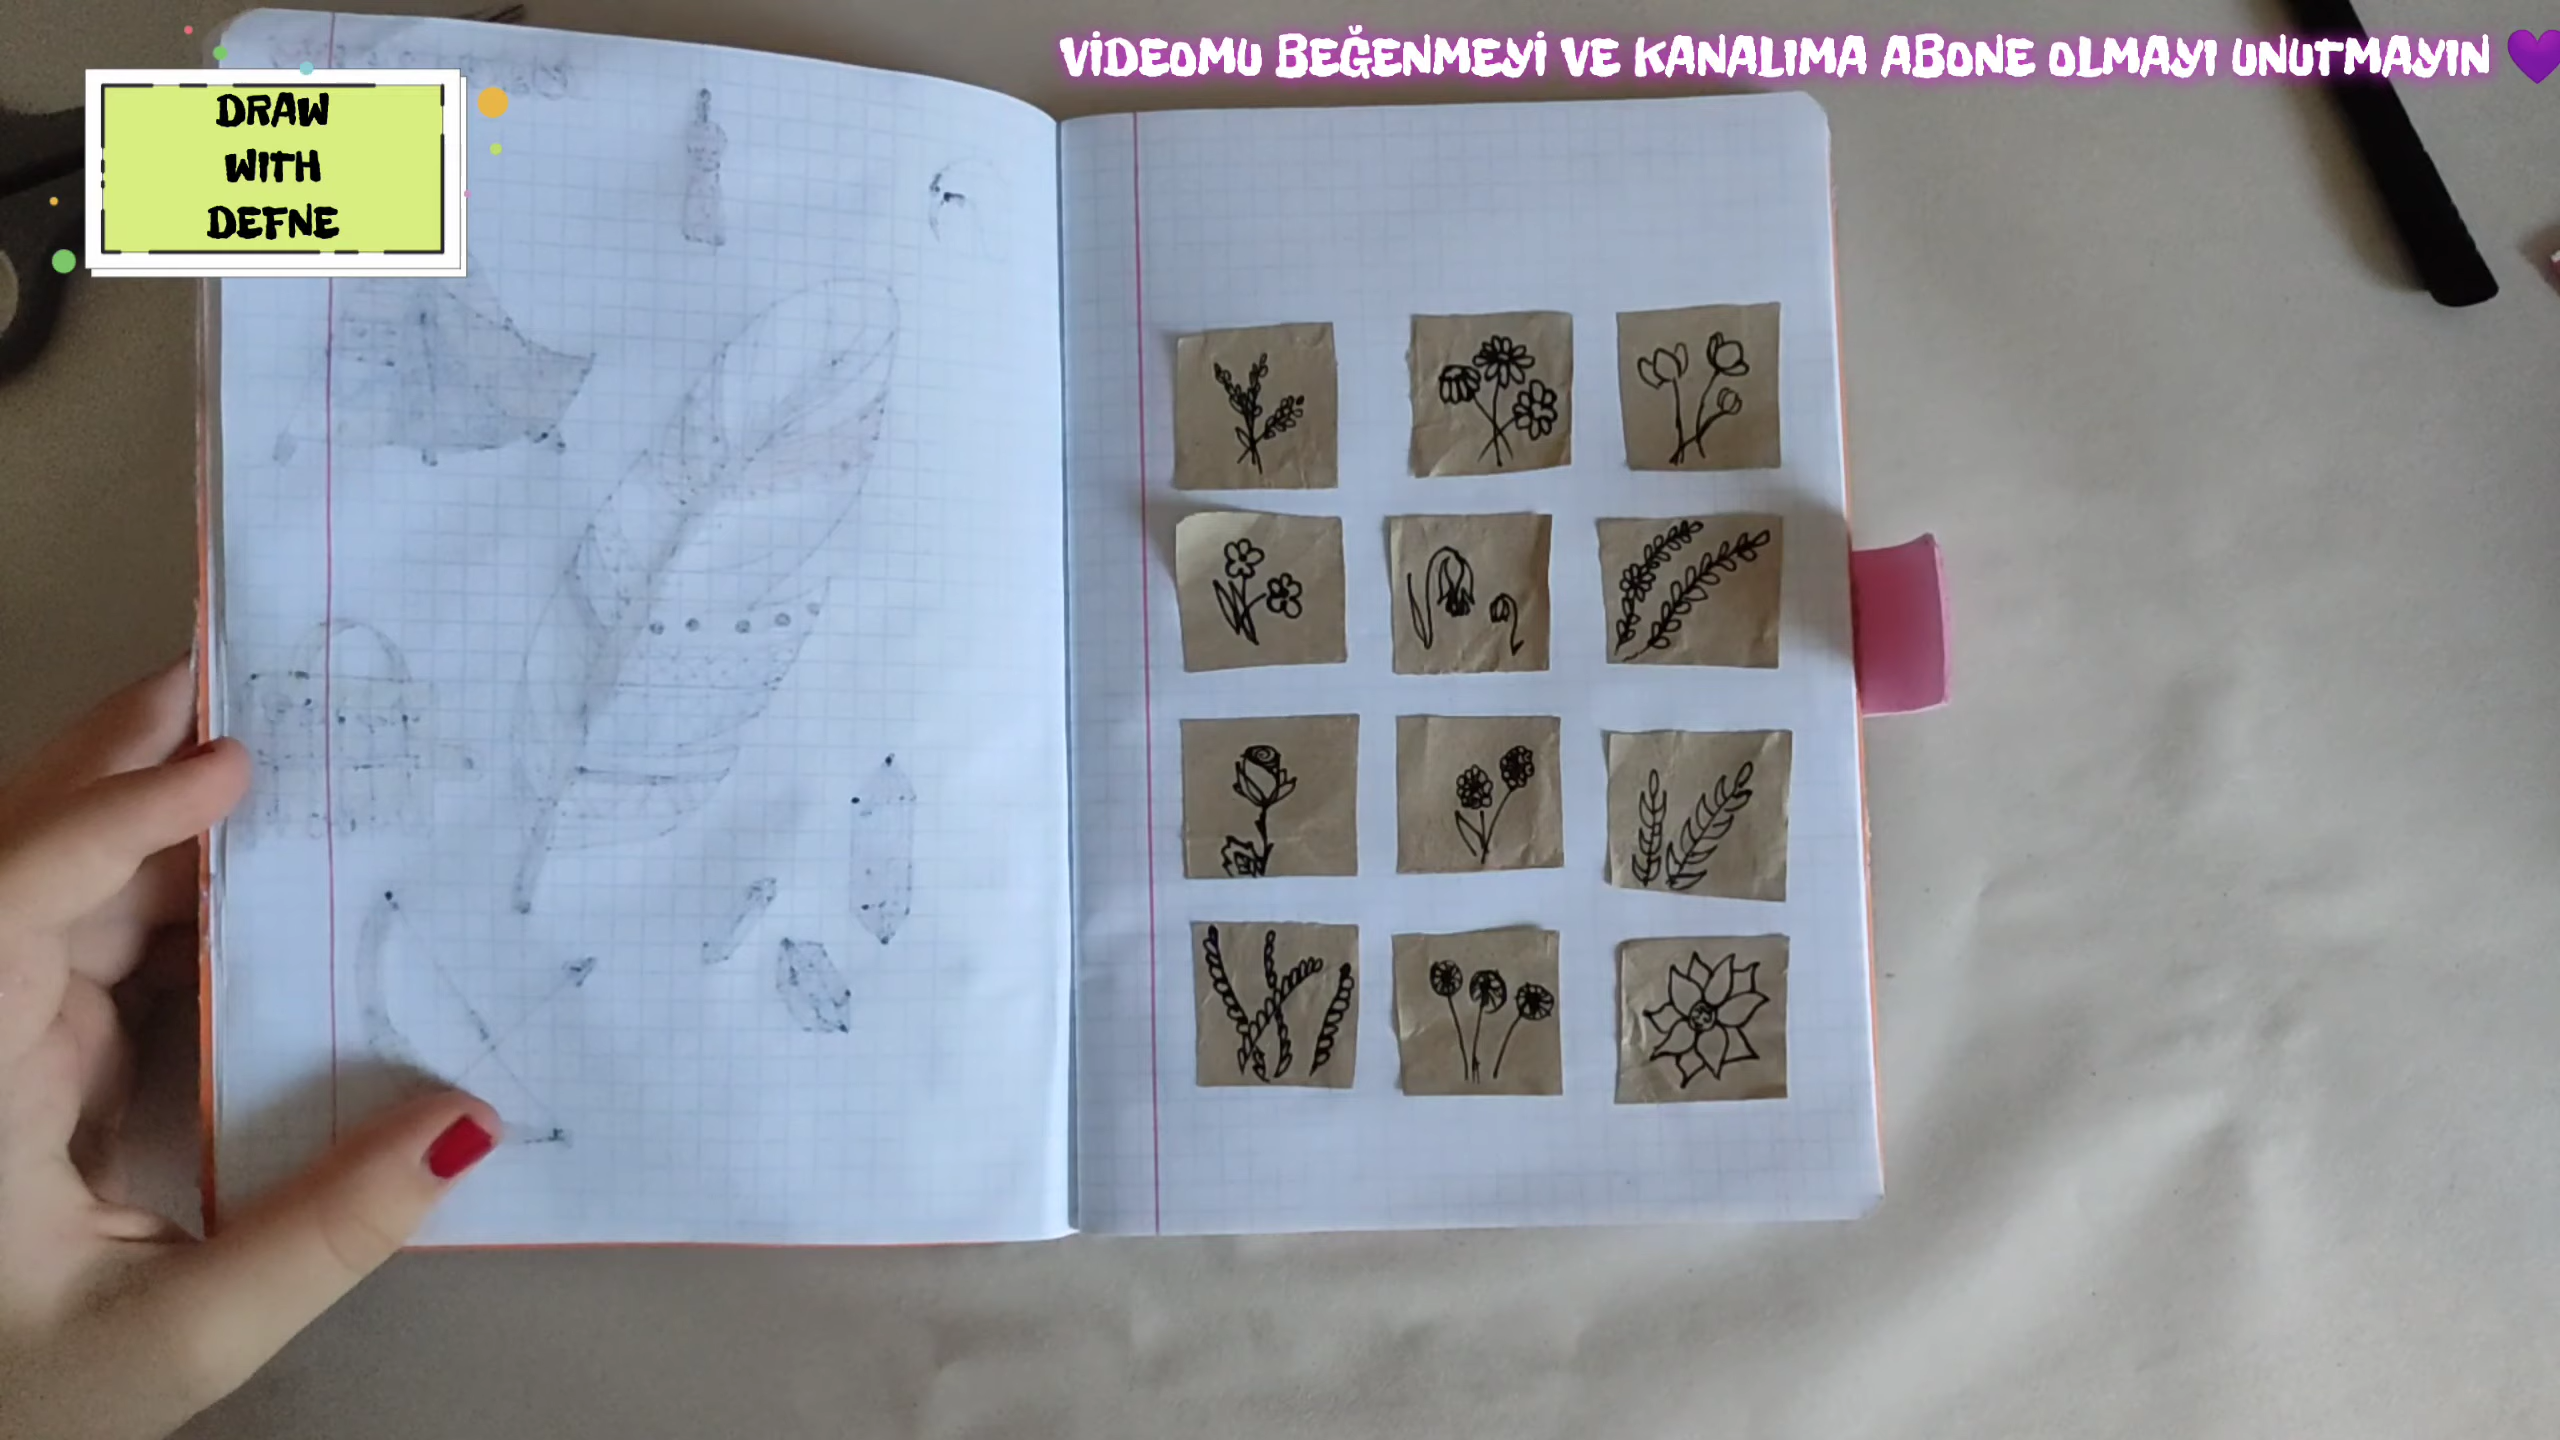 VİDEOMU BEĞENMEYİ VE KANALIMA ABONE OLMAYI UNUTMAYIN 💜
DRAW
WITH
DEFNE